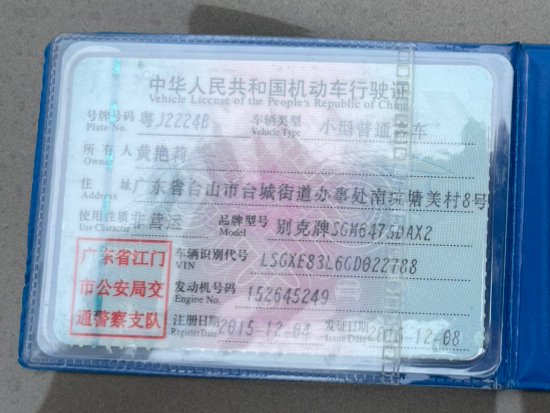 中华人民共和国机动车行驶证
Vehicle License of the People's Republic of China
号牌号码 粤J2224B 车辆类型 小型普通客车
Plate No. Vehicle Type
所有人 黄艳莉
Owner
住址 广东省台山市台城街道办事处南坑塘美村8号
Address
使用性质 非营运 品牌型号 别克牌SGM6475DAX2
Use Character Model
广东省江门
市公安局交
通警察支队
车辆识别代号 LSGXE83L6GD022788
VIN
发动机号码 152645249
Engine No.
注册日期 2015-12-04 发证日期 2015-12-08
Register Date Issue Date